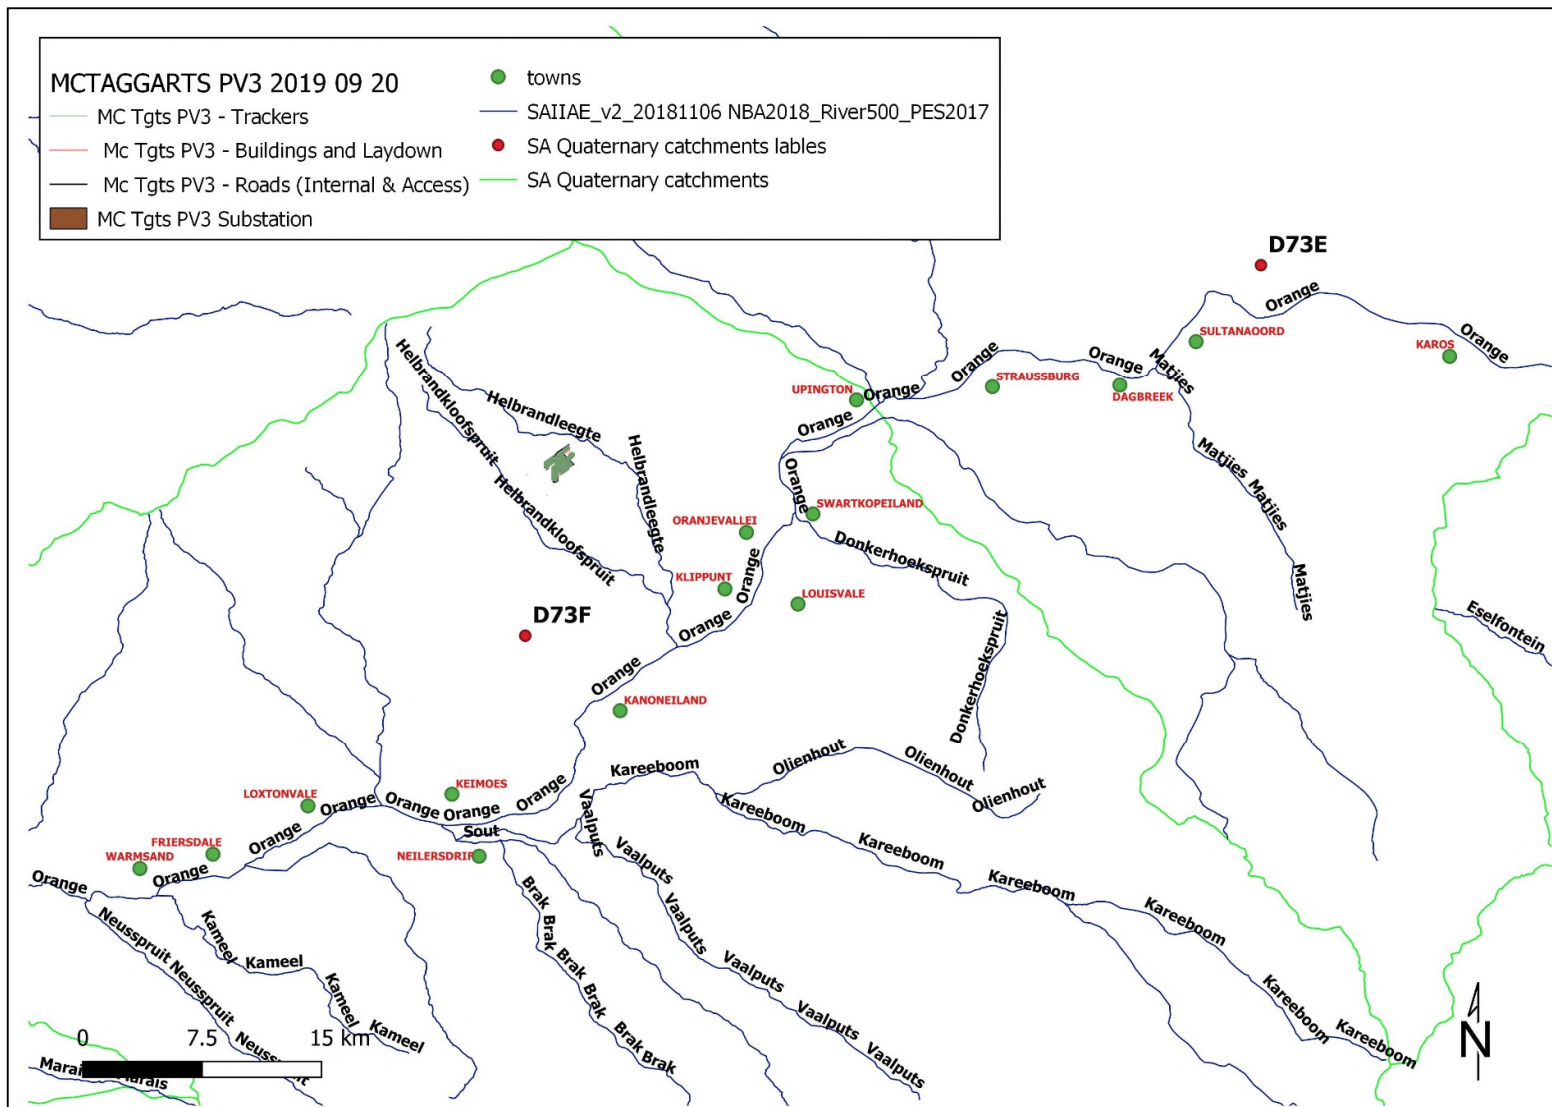 MCTAGGARTS PV3 2019 09 20
MC Tgts PV3 - Trackers
Mc Tgts PV3 - Buildings and Laydown
Mc Tgts PV3 - Roads (Internal & Access)
MC Tgts PV3 Substation
towns
SAIIAE_v2_20181106 NBA2018_River500_PES2017
SA Quaternary catchments lables
SA Quaternary catchments
D73E
Orange
SULTANAOORD
Orange
KAROS
Matjies
Orange
Orange
STRAUSSBURG
DAGBREEK
UPINGTON
Orange
Orange
Helbrandkloofspruit
Helbrandleegte
Helbrandleegte
Helbrandkloofspruit
Orange
Matjies
Matjies
Matjies
SWARTKOPEILAND
ORANJEVALLEI
Donkerhoekspruit
KLIPPUNT
Orange
LOUISVALE
D73F
Orange
Donkerhoekspruit
Eselfontein
Orange
KANONEILAND
Kareeboom
Olienhout
Olienhout
Olienhout
KEIMOES
LOXTONVALE
Orange
Orange
Orange
Orange
Vaalputs
Kareeboom
Sout
Orange
FRIERSDALE
WARMSAND
Orange
Orange
NEILERSDRIF
Vaalputs
Kareeboom
Kareeboom
Kareeboom
Kareeboom
Kareeboom
Brak
Brak
Brak
Brak
Brak
Brak
Vaalputs
Vaalputs
Vaalputs
Vaalputs
Kameel
Kameel
Kameel
Kameel
Neusspruit
Neusspruit
0 7.5 15 km
Marais
N